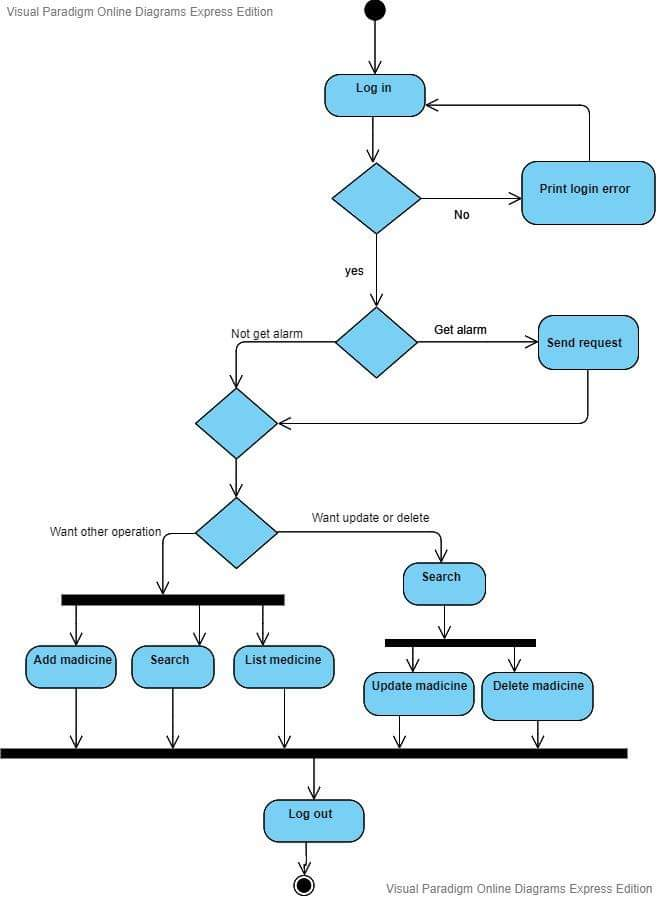 Visual Paradigm Online Diagrams Express Edition
Log in
Print login error
No
yes
Not get alarm
Get alarm
Send request
Want other operation
Want update or delete
Search
Add madicine
Search
List medicine
Update madicine
Delete madicine
Log out
Visual Paradigm Online Diagrams Express Edition